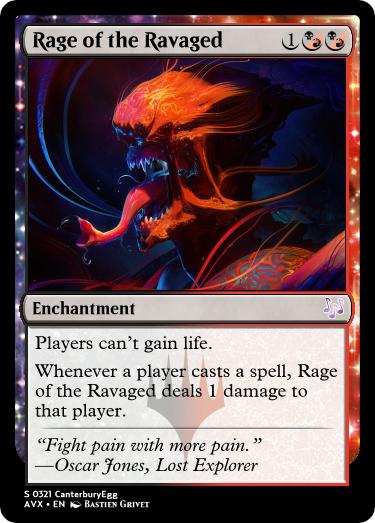 Rage of the Ravaged 1
Enchantment
Players can't gain life.
Whenever a player casts a spell, Rage
of the Ravaged deals 1 damage to
that player.
“Fight pain with more pain.”
—Oscar Jones, Lost Explorer
S 0321 CanterburyEgg
AVX • EN Bastien Grivet